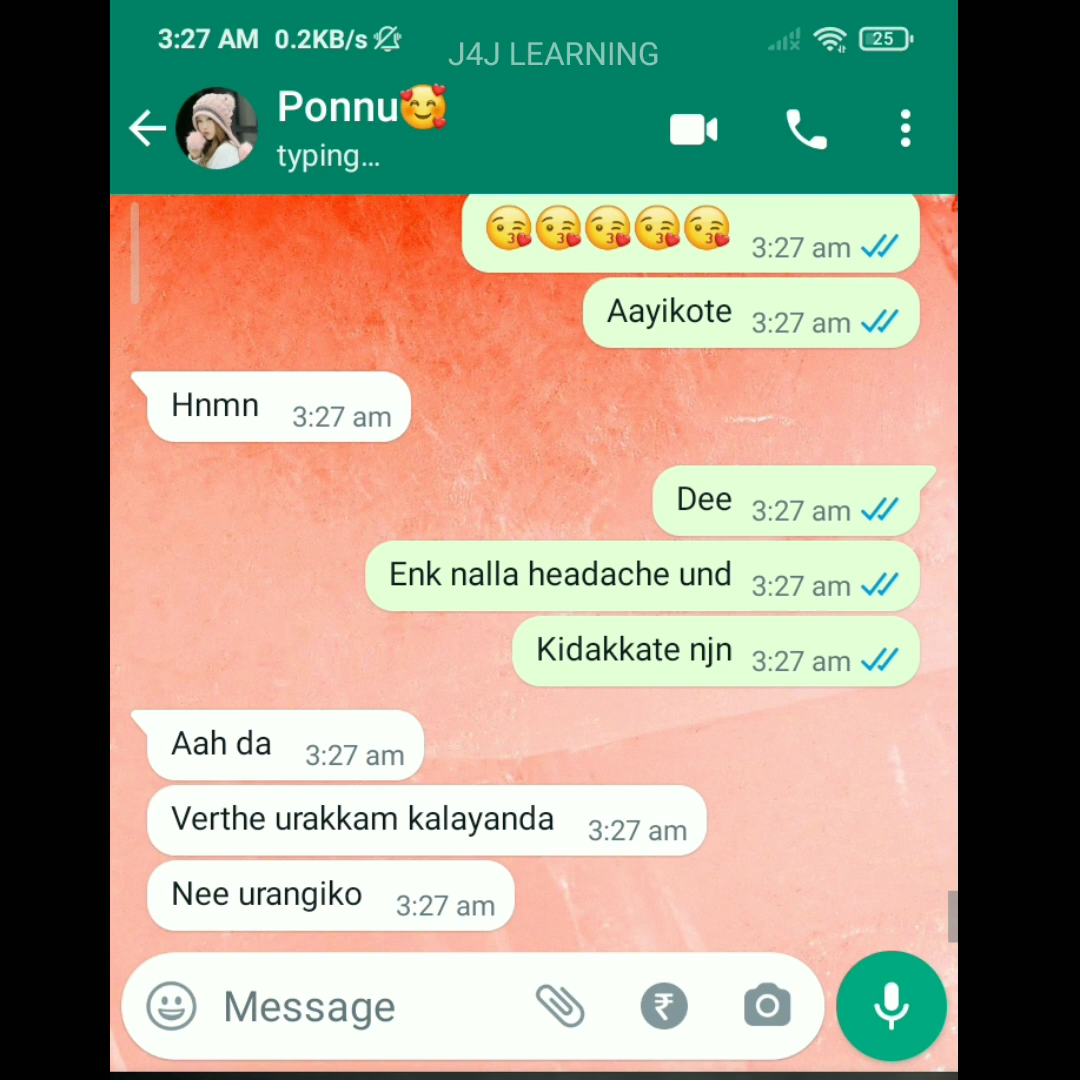 3:27 AM 0.2KB/s 25
J4J LEARNING
Ponnu🥰
typing...
😘😘😘😘😘 3:27 am
Aayikote 3:27 am
Hnmn 3:27 am
Dee 3:27 am
Enk nalla headache und 3:27 am
Kidakkate njn 3:27 am
Aah da 3:27 am
Verthe urakkam kalayanda 3:27 am
Nee urangiko 3:27 am
Message ₹